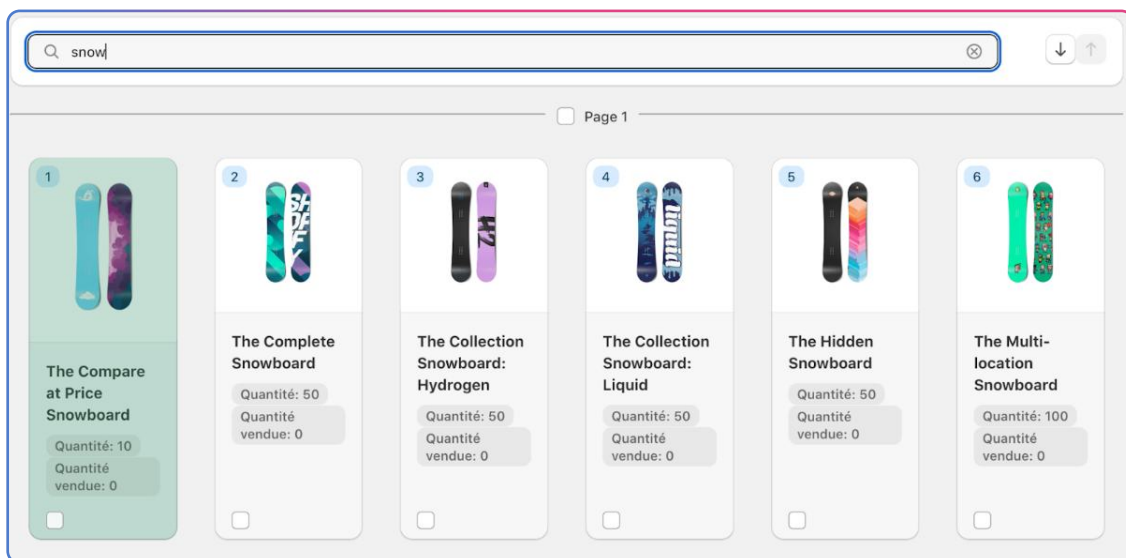 snow
Page 1
1
SHDEFX
The Compare
at Price
Snowboard
Quantité: 10
Quantité
vendue: 0
2
The Complete
Snowboard
Quantité: 50
Quantité
vendue: 0
3
H2
The Collection
Snowboard:
Hydrogen
Quantité: 50
Quantité
vendue: 0
4
liquid
The Collection
Snowboard:
Liquid
Quantité: 50
Quantité
vendue: 0
5
The Hidden
Snowboard
Quantité: 50
Quantité
vendue: 0
6
The Multi-
location
Snowboard
Quantité: 100
Quantité
vendue: 0